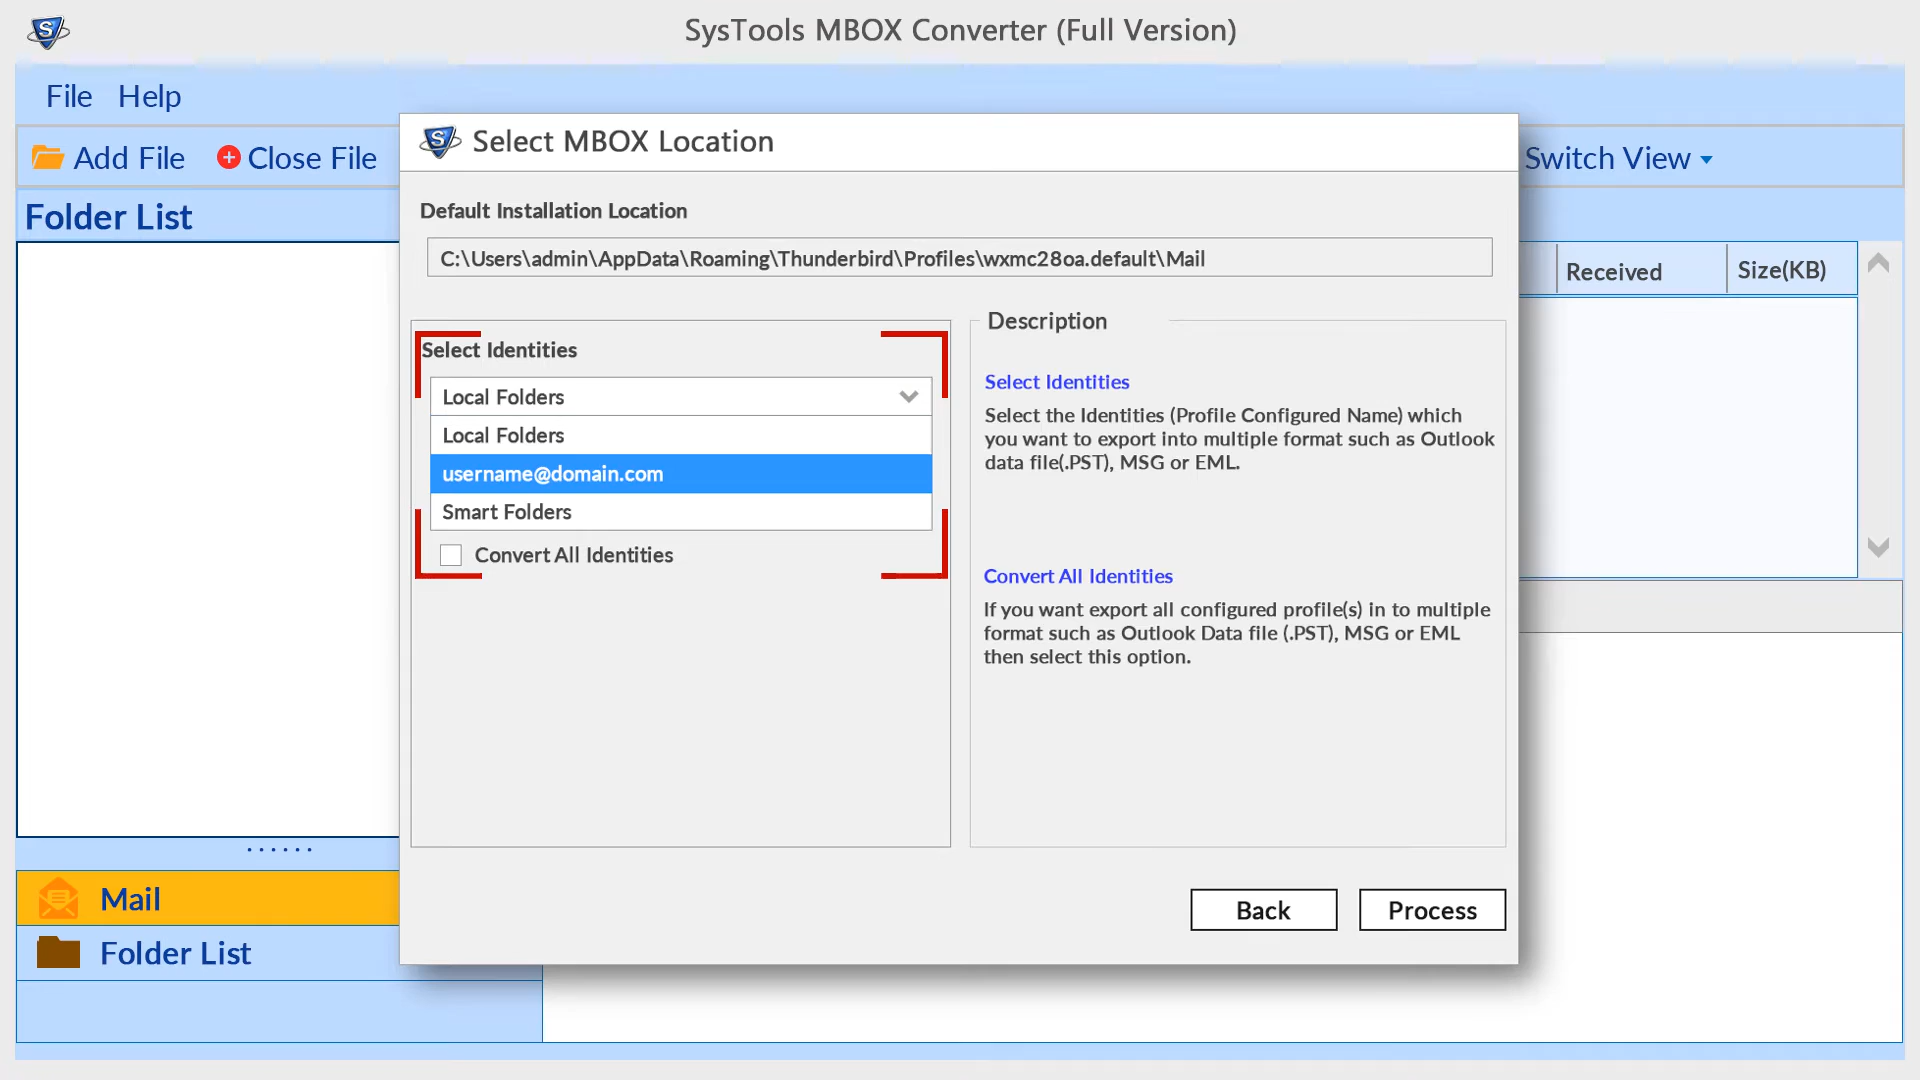 SysTools MBOX Converter (Full Version)
File Help
Add File Close File Switch View
Select MBOX Location
Folder List
Default Installation Location
C:\Users\admin\AppData\Roaming\Thunderbird\Profiles\wxmc28oa.default\Mail
Received Size(KB)
Select Identities
Local Folders
Local Folders
username@domain.com
Smart Folders
Convert All Identities
Description
Select Identities
Select the Identities (Profile Configured Name) which
you want to export into multiple format such as Outlook
data file(.PST), MSG or EML.
Convert All Identities
If you want export all configured profile(s) in to multiple
format such as Outlook Data file (.PST), MSG or EML
then select this option.
Mail
Folder List
Back Process